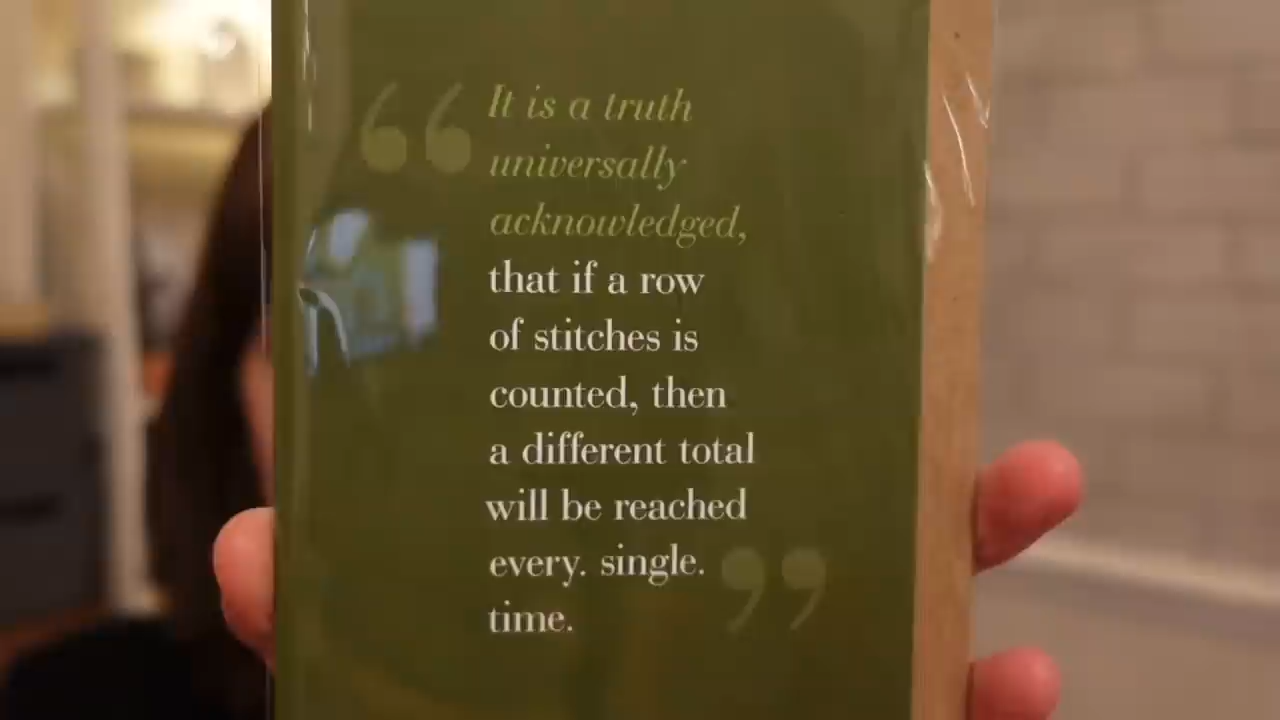 “ It is a truth
universally
acknowledged,
that if a row
of stitches is
counted, then
a different total
will be reached
every. single.
time. ”